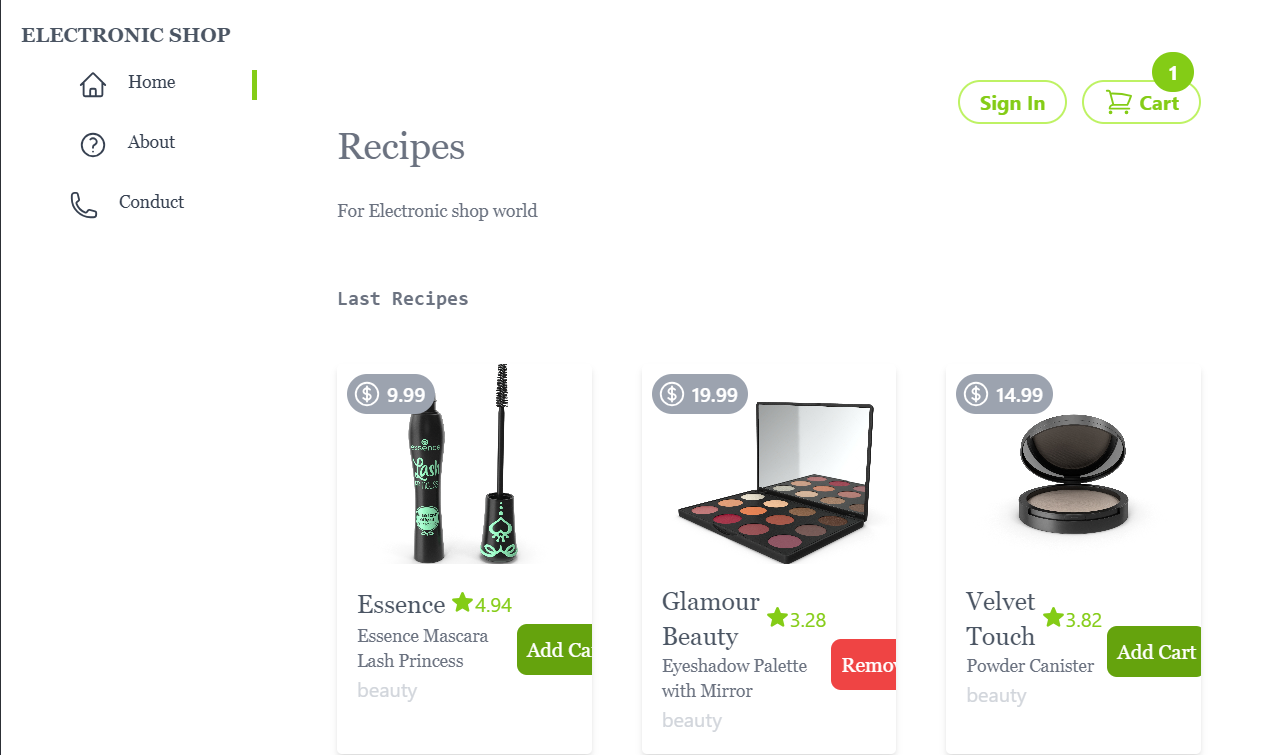 ELECTRONIC SHOP
Home
About
Conduct
Sign In
1
Cart
Recipes
For Electronic shop world
Last Recipes
9.99
essence
Lash
Essence
4.94
Essence Mascara
Lash Princess
Add Ca
beauty
19.99
Glamour
Beauty
3.28
Eyeshadow Palette
with Mirror
Remov
beauty
14.99
Velvet
Touch
3.82
Powder Canister
Add Cart
beauty